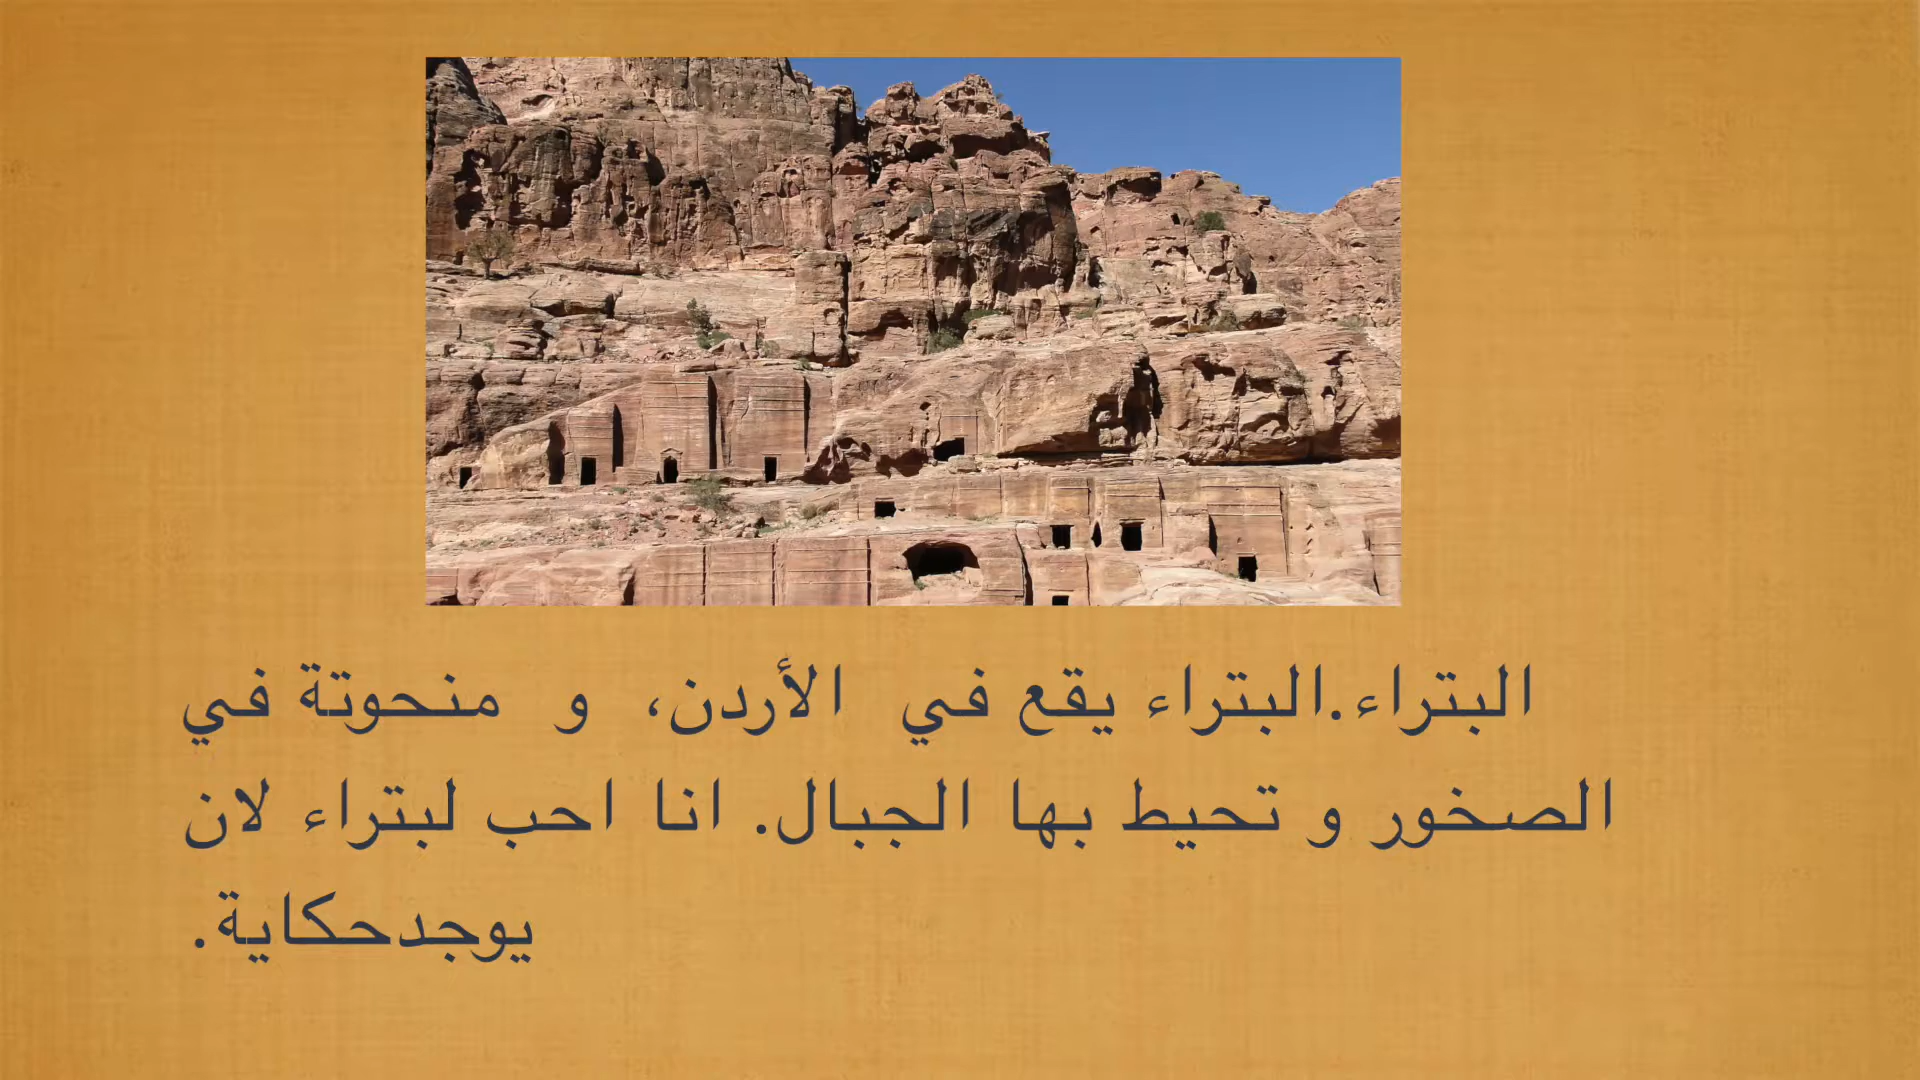 البتراء.البتراء يقع في الأردن، و منحوتة في
الصخور و تحيط بها الجبال. انا احب لبتراء لان
يوجدحكاية.